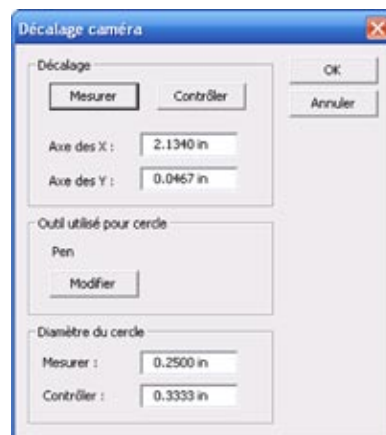 Décalage caméra
Décalage
Mesurer
Contrôler
OK
Annuler
Axe des X :
2.1340 in
Axe des Y :
0.0467 in
Outil utilisé pour cercle
Pen
Modifier
Diamètre du cercle
Mesurer :
0.2500 in
Contrôler :
0.3333 in